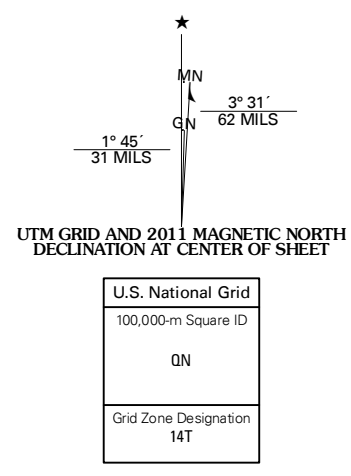 ★
MN
3° 31´
62 MILS
GN
1° 45´
31 MILS
UTM GRID AND 2011 MAGNETIC NORTH
DECLINATION AT CENTER OF SHEET
U.S. National Grid
100,000-m Square ID
QN
Grid Zone Designation
14T